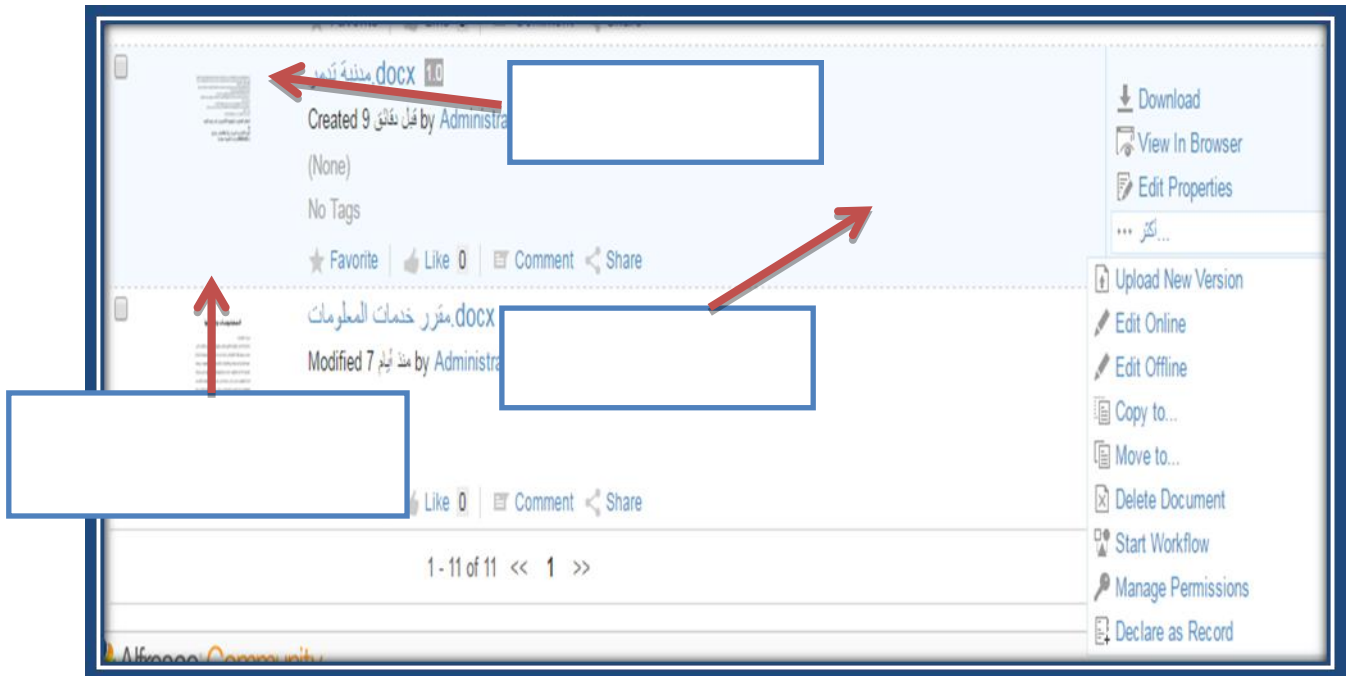 مدنية تدمر.docx 1.0
Created 9 قبل دقائق by Administra
(None)
No Tags
Favorite Like 0 Comment Share
مقرر خدمات المعلومات.docx
Modified 7 منذ أيام by Administra
Like 0 Comment Share
1 - 11 of 11 << 1 >>
Alfresco Community
Download
View In Browser
Edit Properties
أكثر...
Upload New Version
Edit Online
Edit Offline
Copy to...
Move to...
Delete Document
Start Workflow
Manage Permissions
Declare as Record